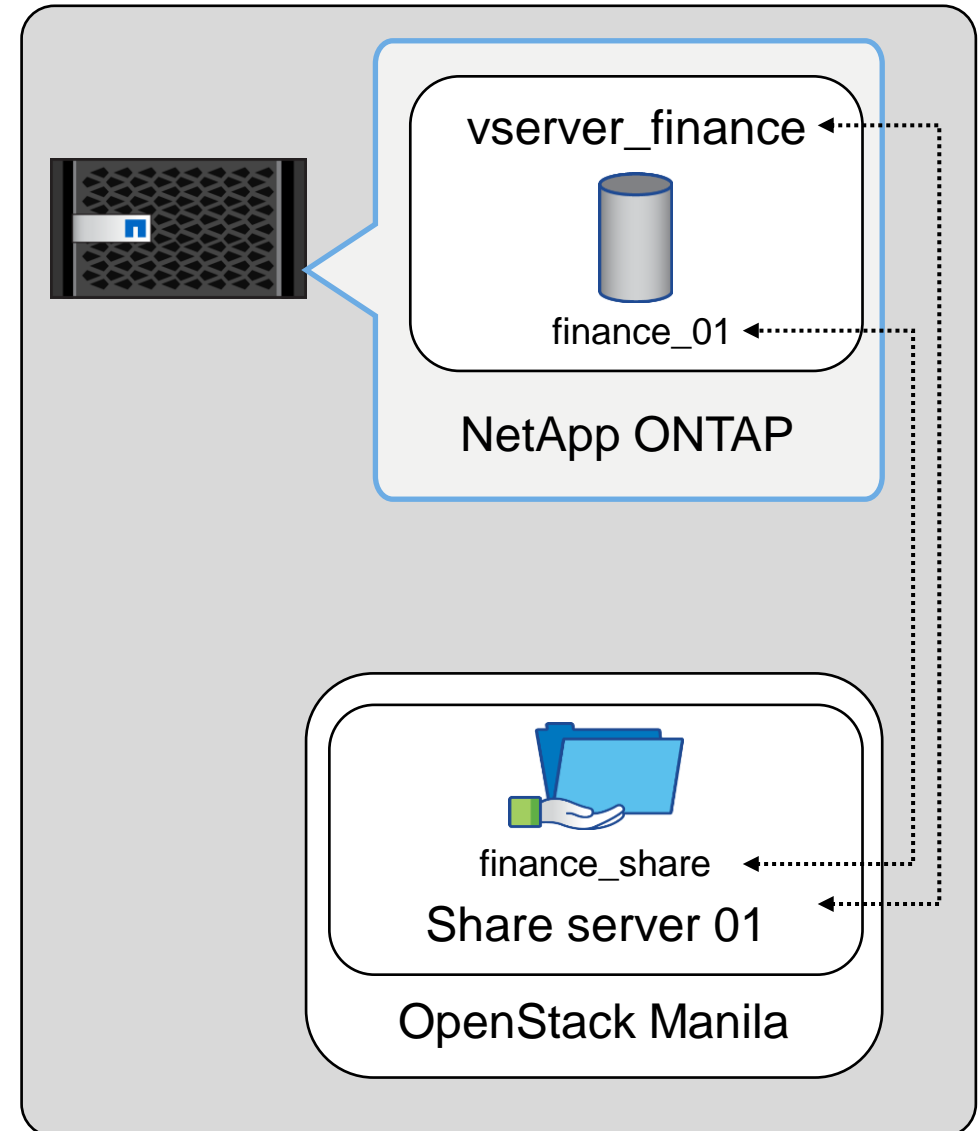 vserver_finance
finance_01
NetApp ONTAP
finance_share
Share server 01
OpenStack Manila